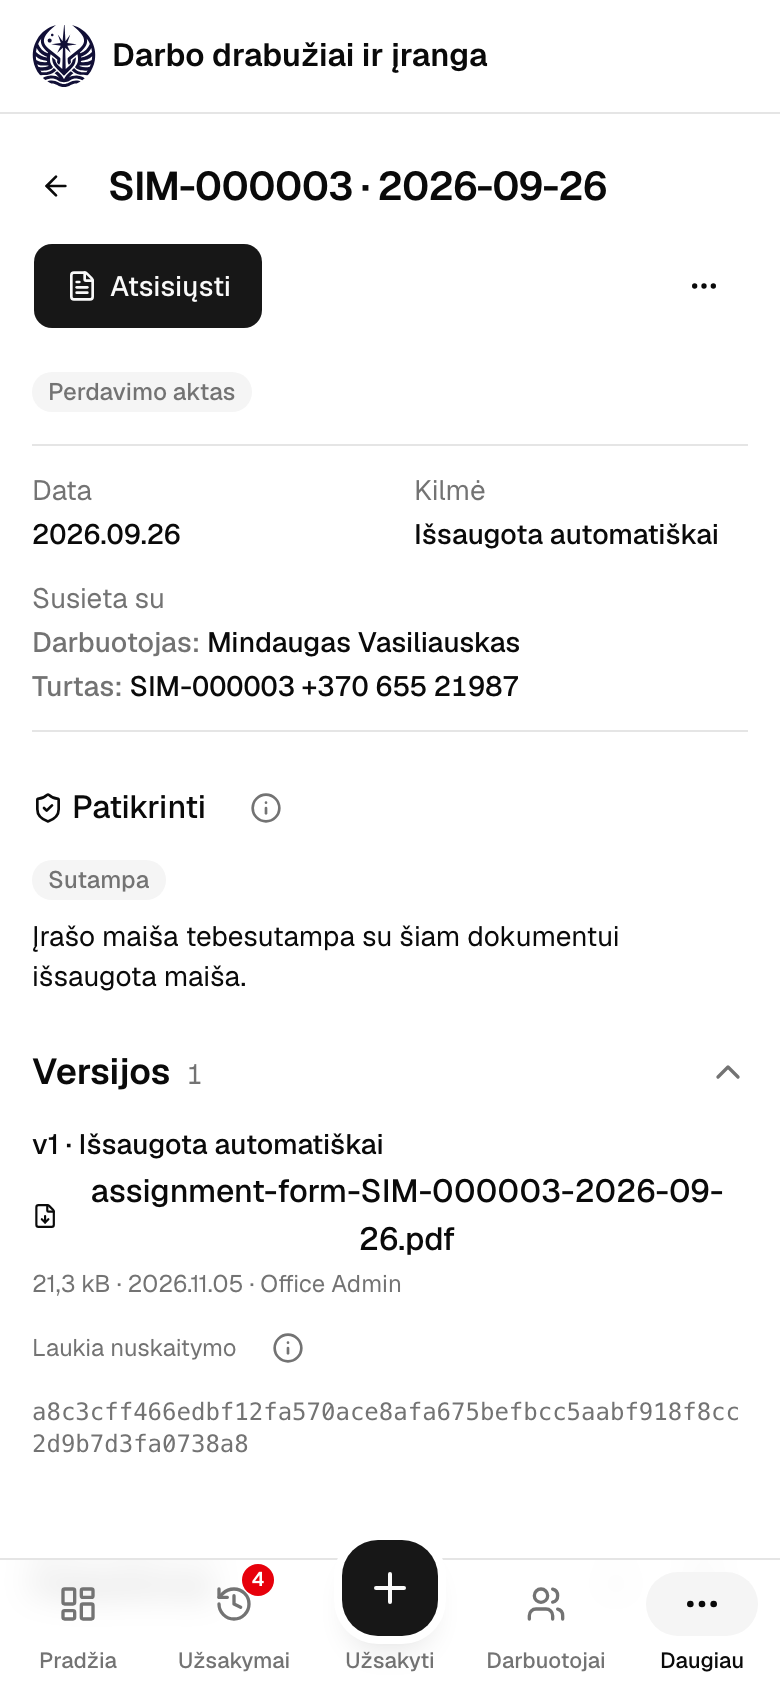 Darbo drabužiai ir įranga
SIM-000003 · 2026-09-26
Atsisiųsti
Perdavimo aktas
Data
Kilmė
2026.09.26
Išsaugota automatiškai
Susieta su
Darbuotojas: Mindaugas Vasiliauskas
Turtas: SIM-000003 +370 655 21987
Patikrinti
Sutampa
Įrašo maiša tebesutampa su šiam dokumentui
išsaugota maiša.
Versijos 1
v1 · Išsaugota automatiškai
assignment-form-SIM-000003-2026-09-
26.pdf
21,3 kB · 2026.11.05 · Office Admin
Laukia nuskaitymo
a8c3cff466edbf12fa570ace8afa675befbcc5aabf918f8cc
2d9b7d3fa0738a8
4
Pradžia
Užsakymai
Užsakyti
Darbuotojai
Daugiau